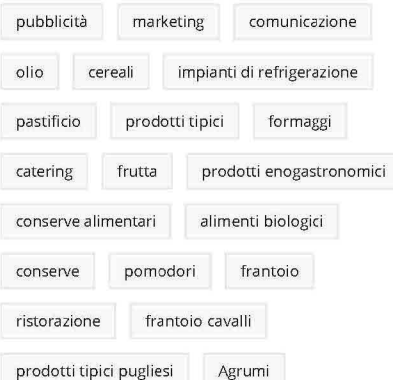 pubblicità marketing comunicazione
olio cereali impianti di refrigerazione
pastificio prodotti tipici formaggi
catering frutta prodotti enogastronomici
conserve alimentari alimenti biologici
conserve pomodori frantoio
ristorazione frantoio cavalli
prodotti tipici pugliesi Agrumi